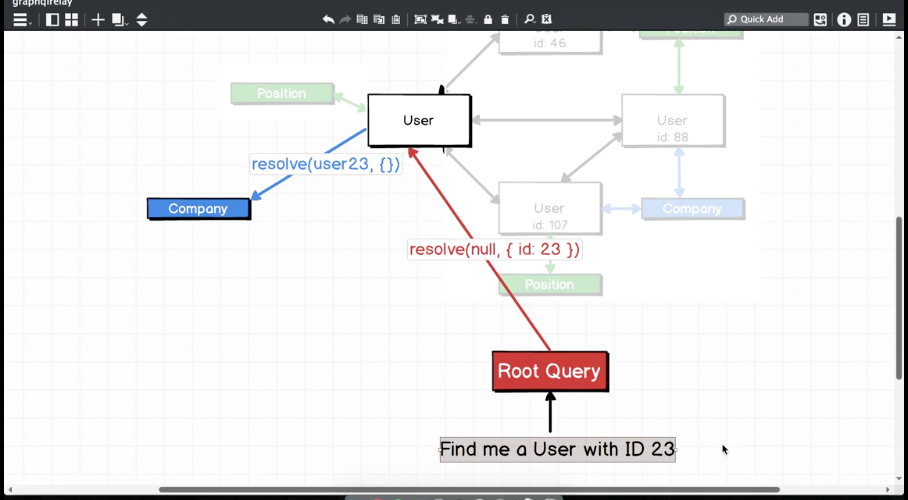 graphqlrelay
Quick Add
id: 46
Position
User
User
id: 88
resolve(user23, {})
Company
User
id: 107
Company
resolve(null, { id: 23 })
Position
Root Query
Find me a User with ID 23